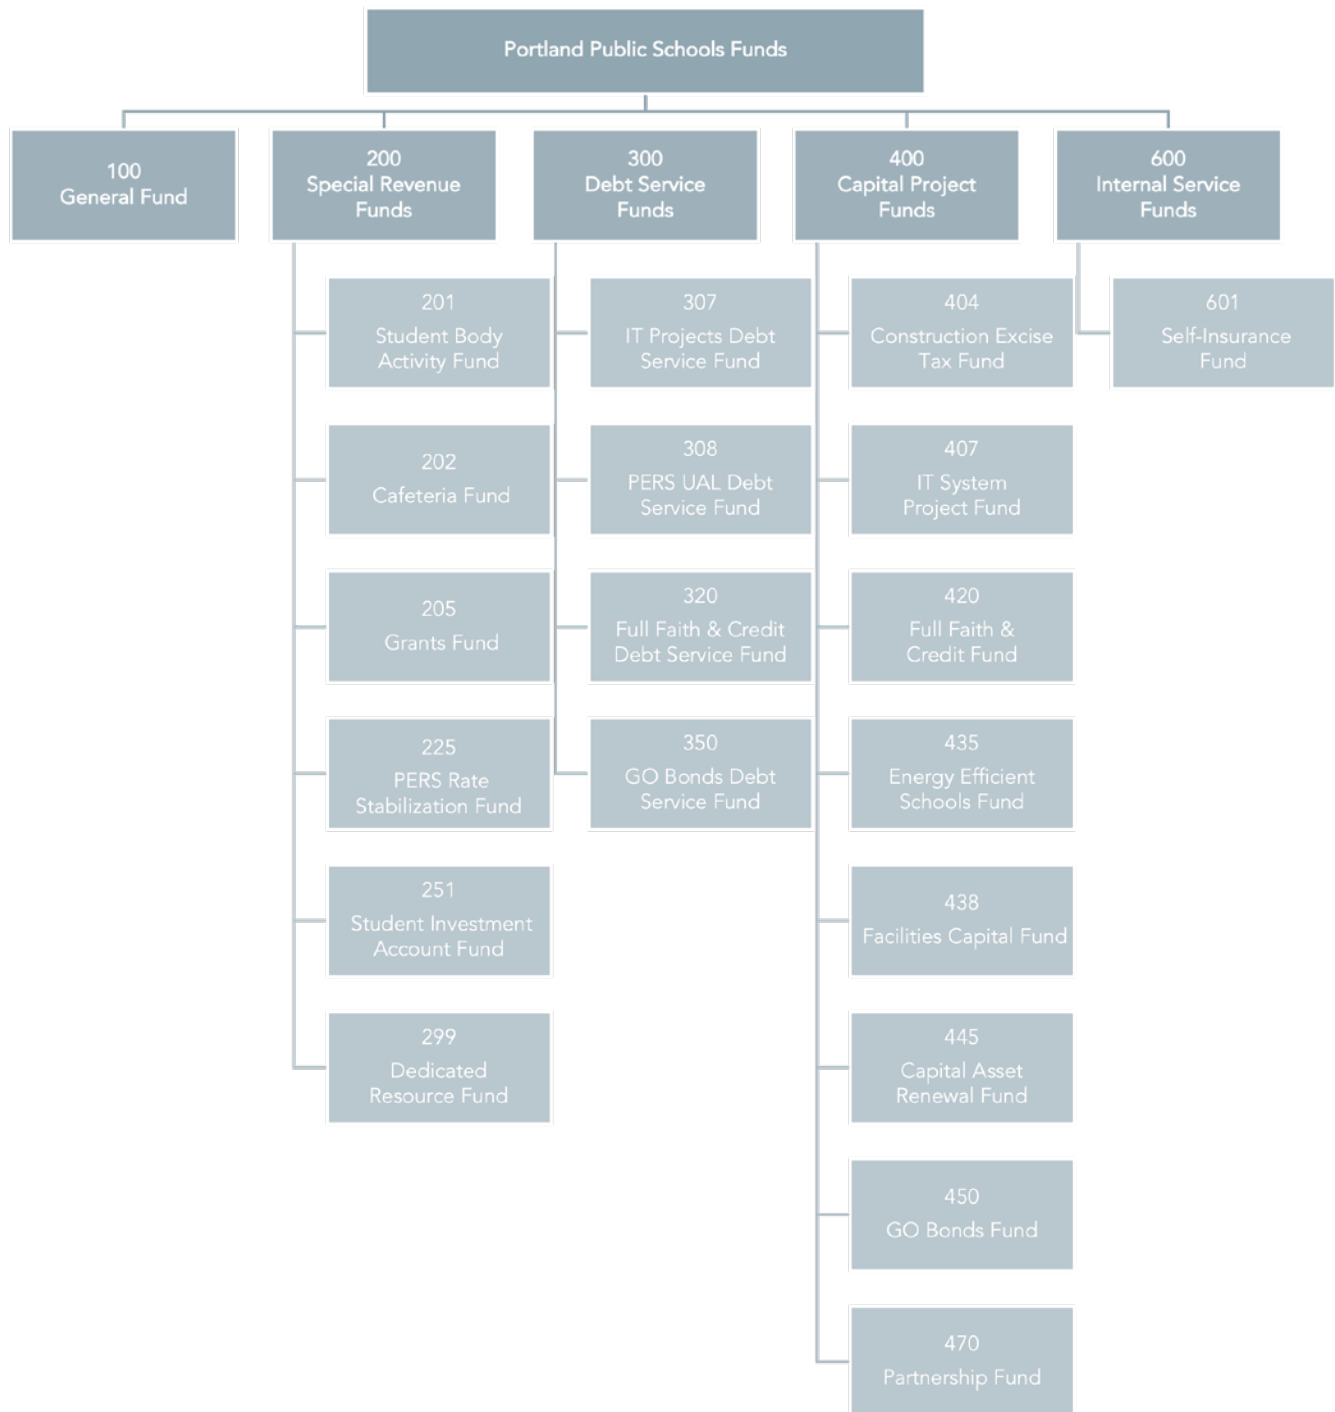 Portland Public Schools Funds
100
General Fund
200
Special Revenue
Funds
300
Debt Service
Funds
400
Capital Project
Funds
600
Internal Service
Funds
201
Student Body
Activity Fund
202
Cafeteria Fund
205
Grants Fund
225
PERS Rate
Stabilization Fund
251
Student Investment
Account Fund
299
Dedicated
Resource Fund
307
IT Projects Debt
Service Fund
308
PERS UAL Debt
Service Fund
320
Full Faith & Credit
Debt Service Fund
350
GO Bonds Debt
Service Fund
404
Construction Excise
Tax Fund
407
IT System
Project Fund
420
Full Faith &
Credit Fund
435
Energy Efficient
Schools Fund
438
Facilities Capital Fund
445
Capital Asset
Renewal Fund
450
GO Bonds Fund
470
Partnership Fund
601
Self-Insurance
Fund